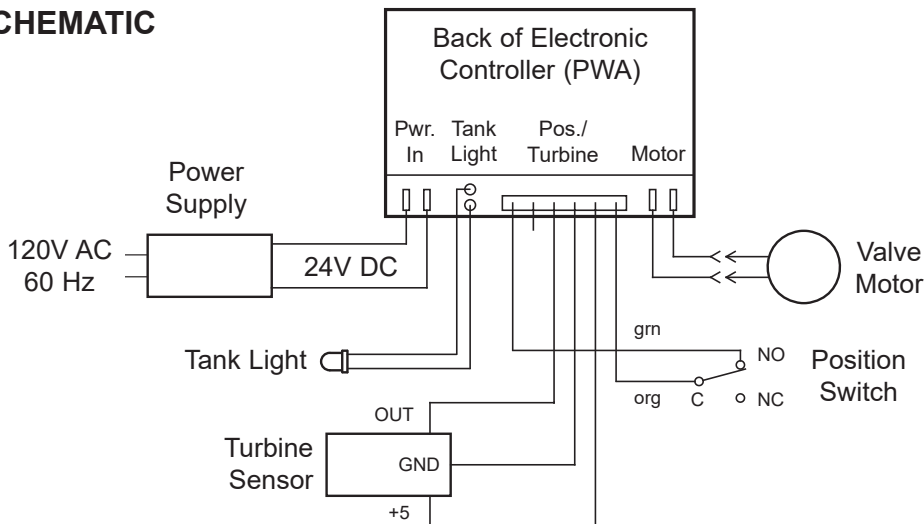 CHEMATIC
Back of Electronic
Controller (PWA)
Pwr.
In
Tank
Light
Pos./
Turbine
Motor
Power
Supply
120V AC
60 Hz
24V DC
Valve
Motor
grn
NO
Tank Light
Position
Switch
org
C
NC
OUT
Turbine
Sensor
GND
+5